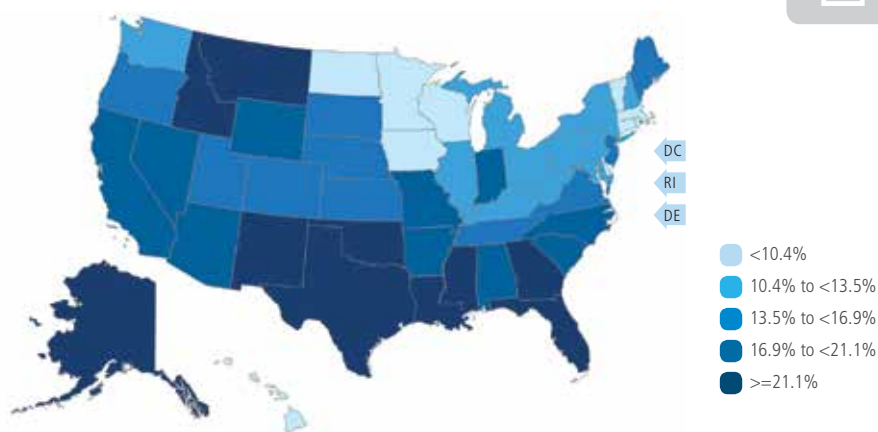 DC
RI
DE
<10.4%
10.4% to <13.5%
13.5% to <16.9%
16.9% to <21.1%
>=21.1%